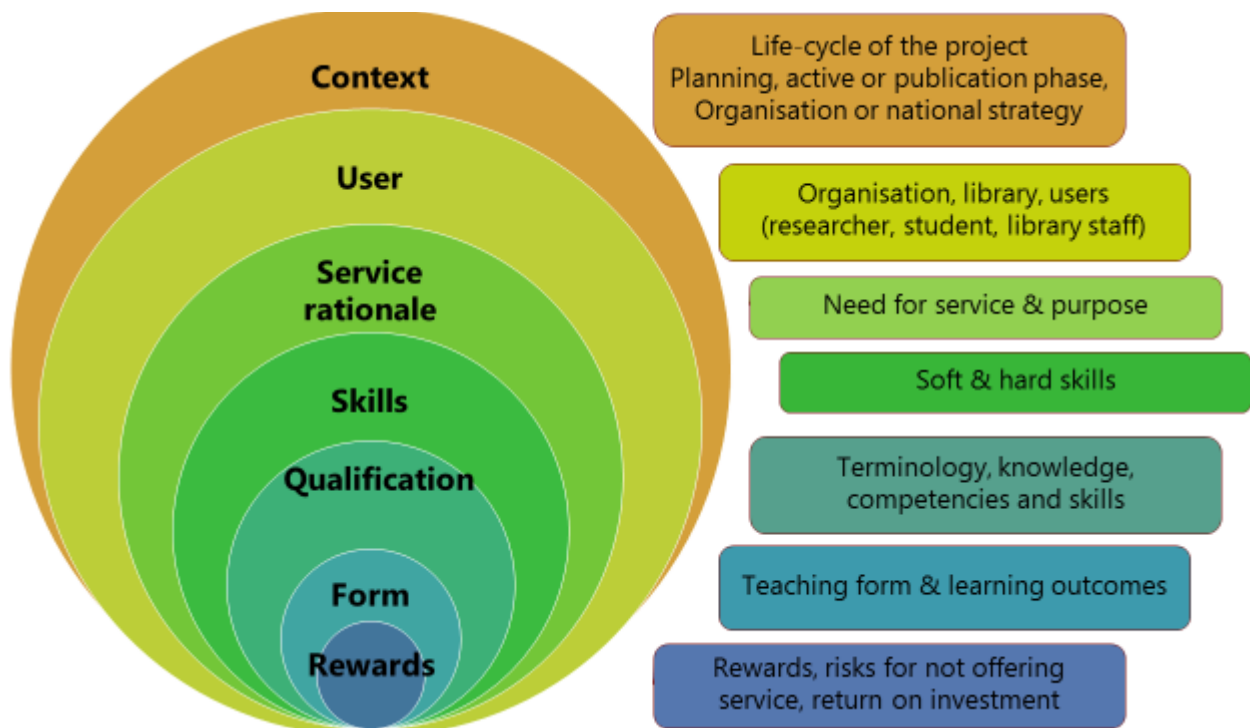 Context
User
Service
rationale
Skills
Qualification
Form
Rewards
Life-cycle of the project
Planning, active or publication phase,
Organisation or national strategy
Organisation, library, users
(researcher, student, library staff)
Need for service & purpose
Soft & hard skills
Terminology, knowledge,
competencies and skills
Teaching form & learning outcomes
Rewards, risks for not offering
service, return on investment